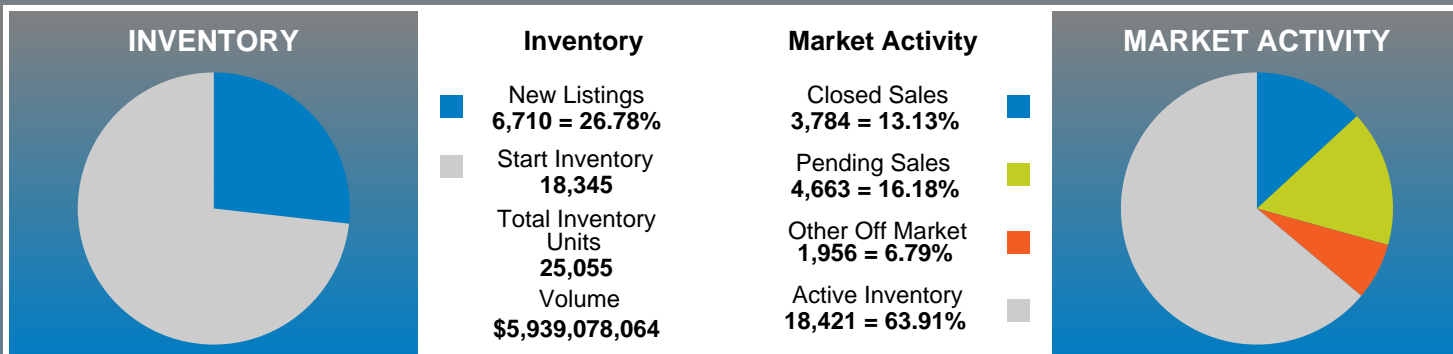 INVENTORY
Inventory
New Listings
6,710 = 26.78%
Start Inventory
18,345
Total Inventory
Units
25,055
Volume
$5,939,078,064
Market Activity
Closed Sales
3,784 = 13.13%
Pending Sales
4,663 = 16.18%
Other Off Market
1,956 = 6.79%
Active Inventory
18,421 = 63.91%
MARKET ACTIVITY